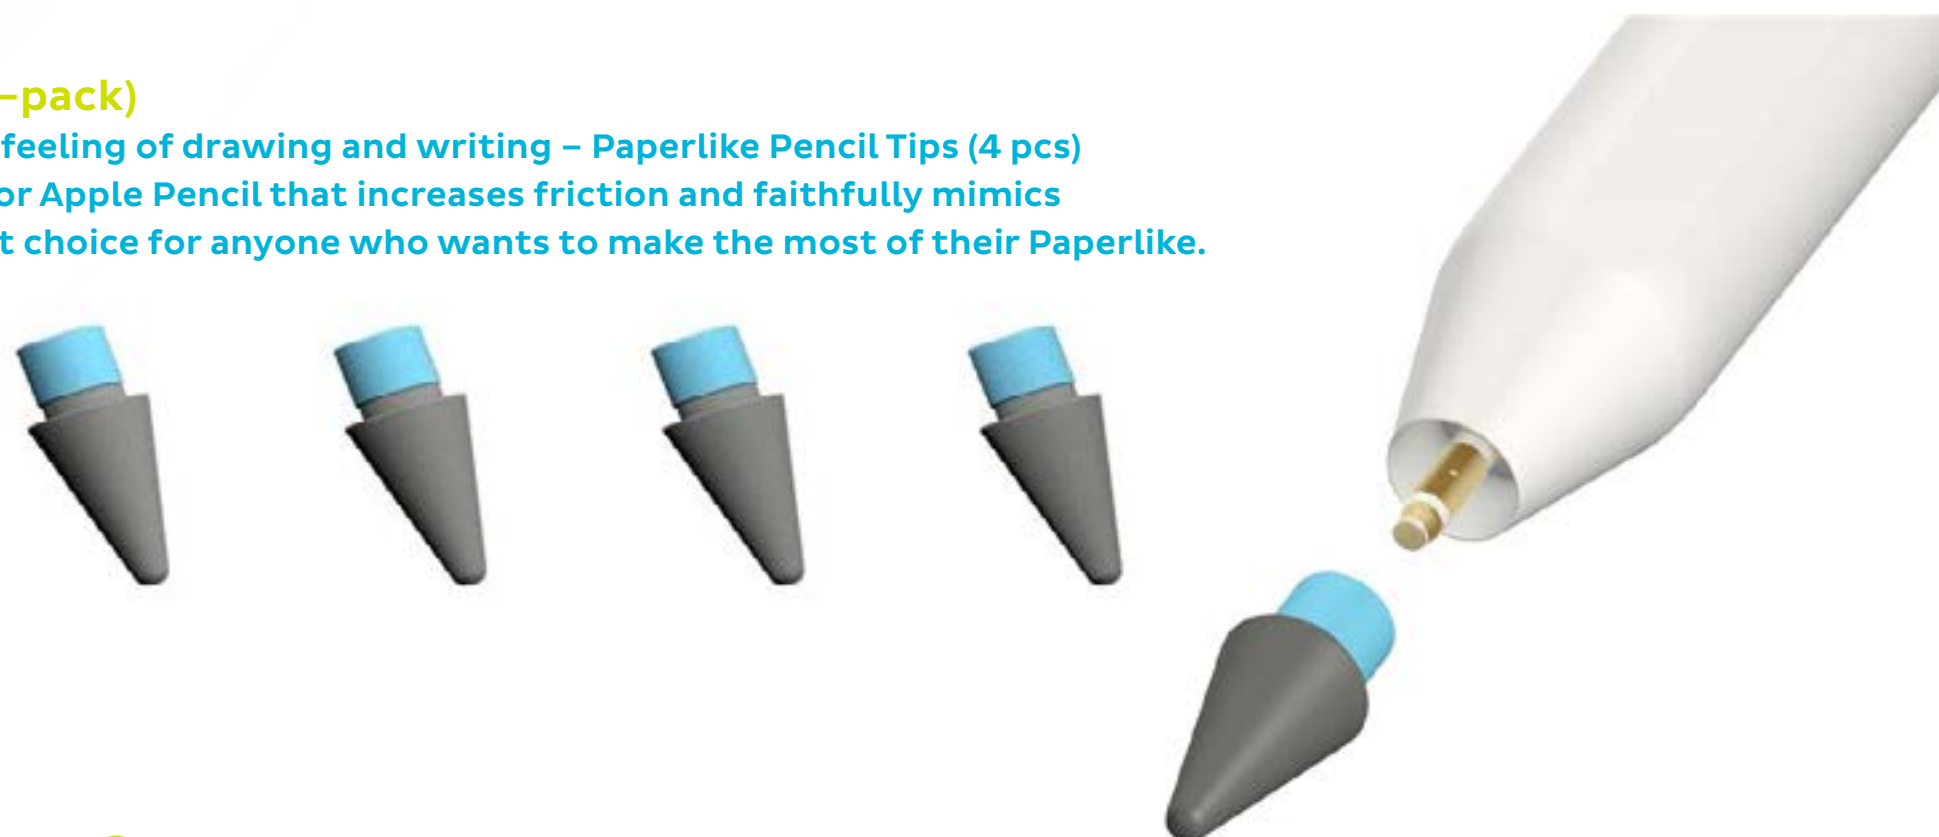 –pack)
feeling of drawing and writing – Paperlike Pencil Tips (4 pcs)
or Apple Pencil that increases friction and faithfully mimics
t choice for anyone who wants to make the most of their Paperlike.